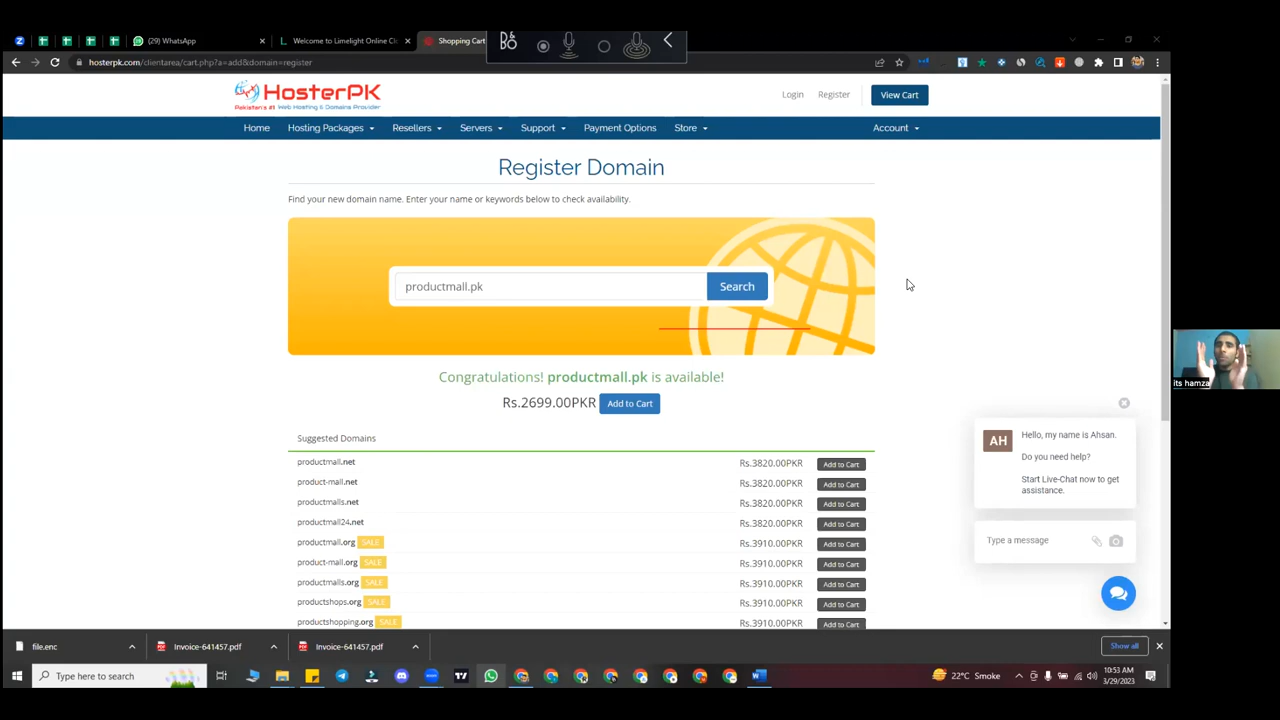 (29) WhatsApp
Welcome to Limelight Online Cl
Shopping Cart
B&O
hosterpk.com/clientarea/cart.php?a=add&domain=register
HosterPK
Pakistan's #1 Web Hosting & Domains Provider
Login Register View Cart
Home Hosting Packages Resellers Servers Support Payment Options Store Account
Register Domain
Find your new domain name. Enter your name or keywords below to check availability.
productmall.pk Search
Congratulations! productmall.pk is available!
Rs.2699.00PKR Add to Cart
Suggested Domains
productmall.net Rs.3820.00PKR Add to Cart
product-mall.net Rs.3820.00PKR Add to Cart
productmalls.net Rs.3820.00PKR Add to Cart
productmall24.net Rs.3820.00PKR Add to Cart
productmall.org SALE Rs.3910.00PKR Add to Cart
product-mall.org SALE Rs.3910.00PKR Add to Cart
productmalls.org SALE Rs.3910.00PKR Add to Cart
productshops.org SALE Rs.3910.00PKR Add to Cart
productshopping.org SALE Rs.3910.00PKR Add to Cart
AH
Hello, my name is Ahsan.
Do you need help?
Start Live-Chat now to get
assistance.
Type a message
its hamza
file.enc
Invoice-641457.pdf
Invoice-641457.pdf
Show all
Type here to search
22°C Smoke
10:53 AM
3/29/2023